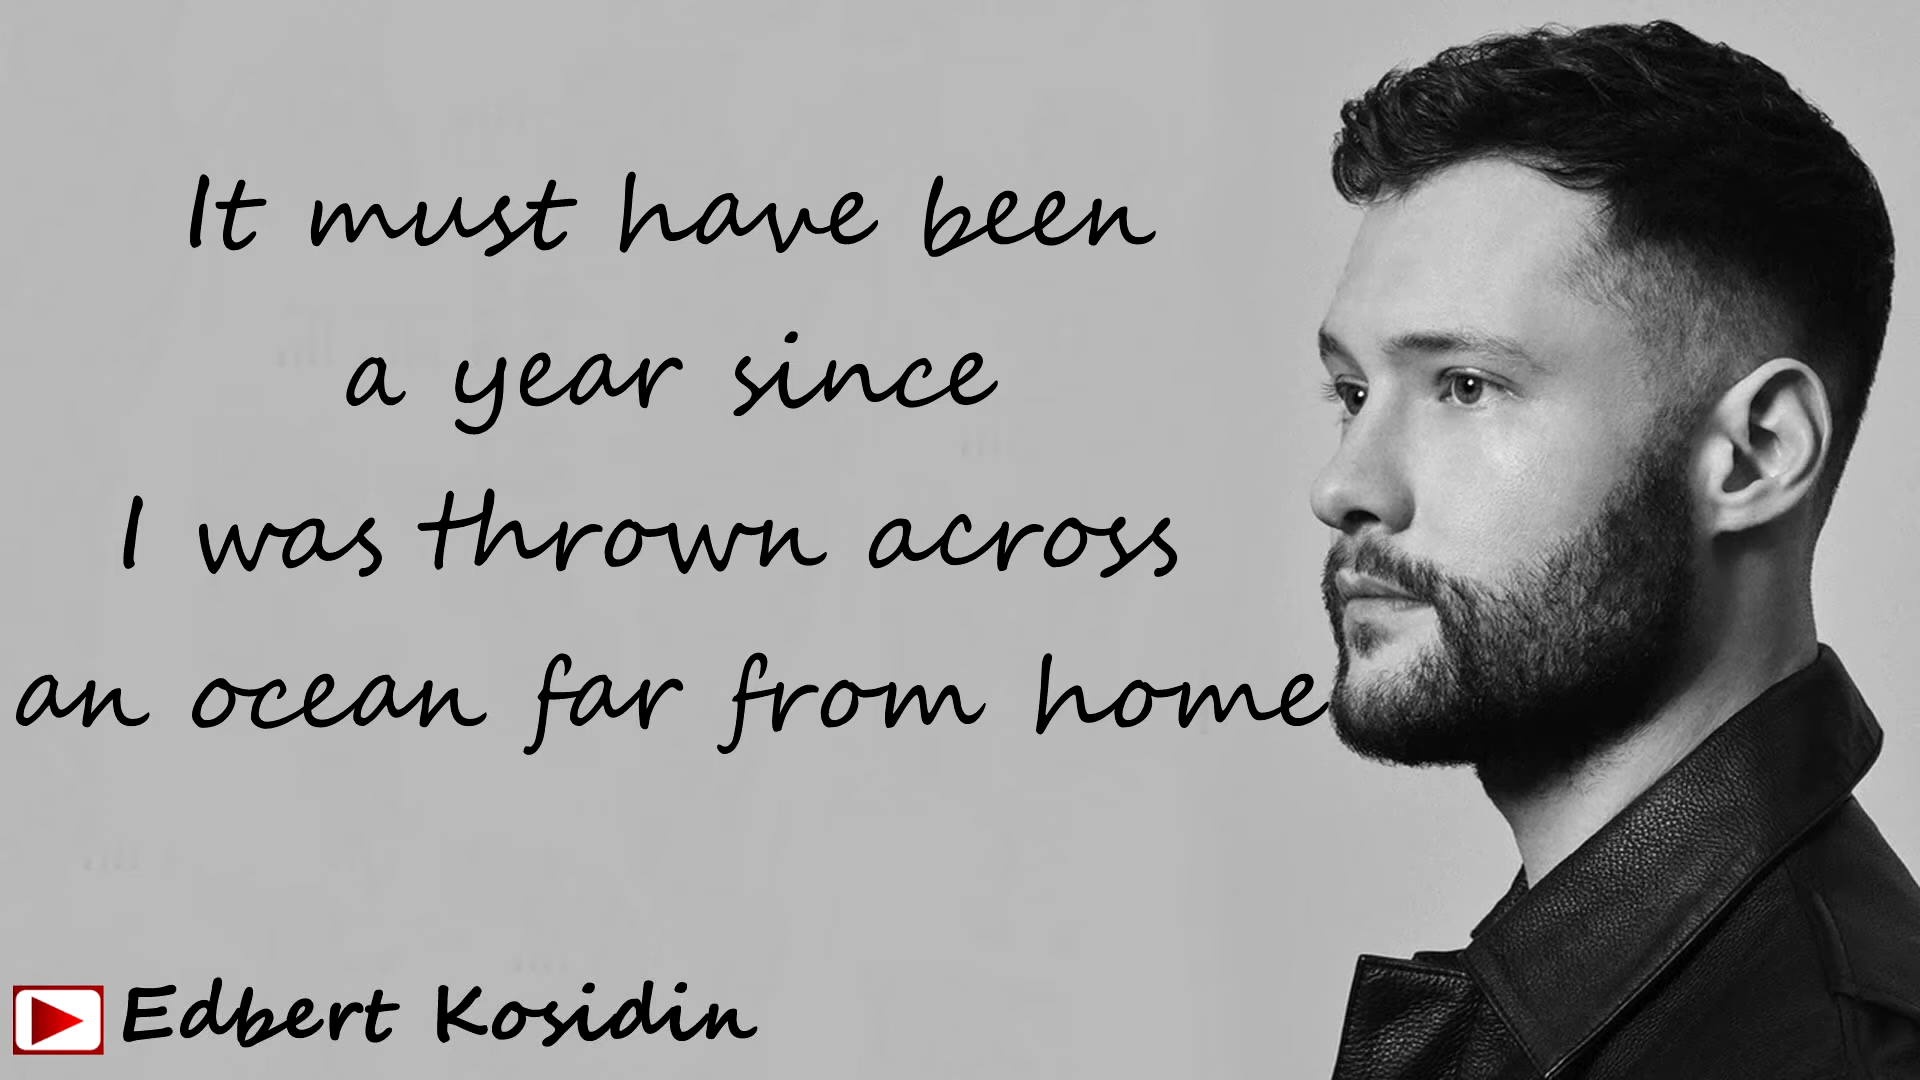 It must have been
a year since
I was thrown across
an ocean far from home
Edbert Kosidin